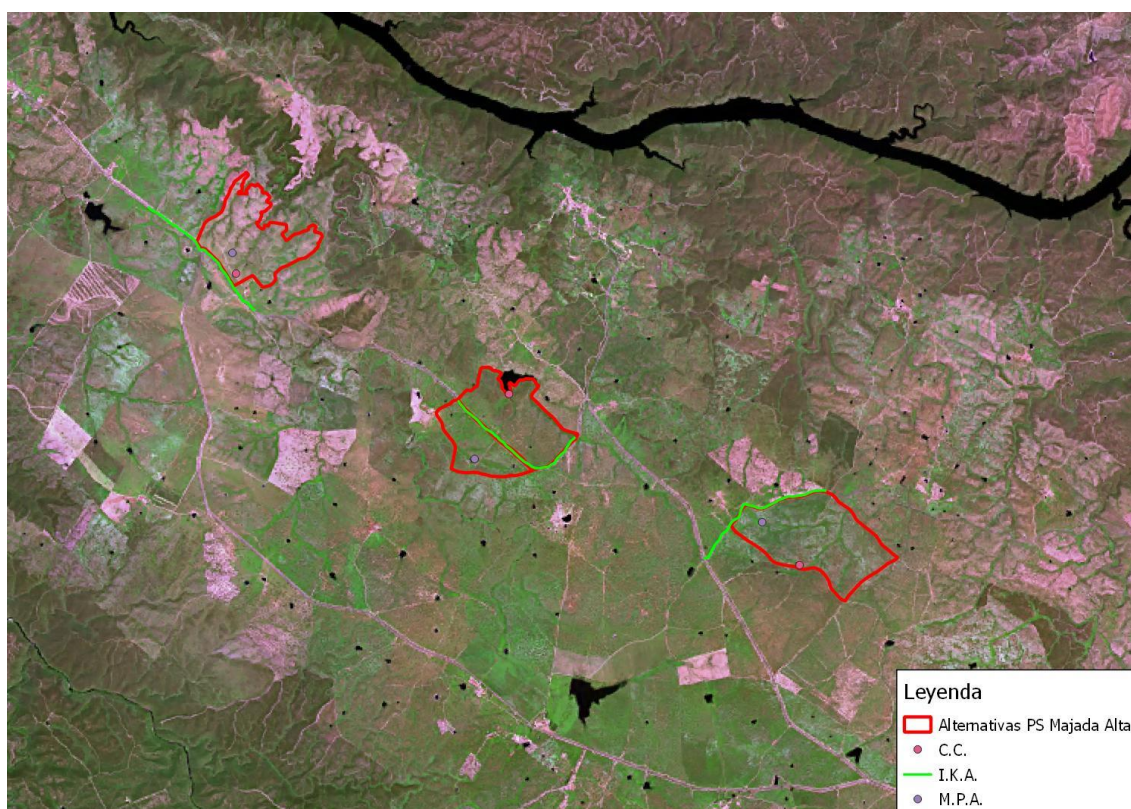 Leyenda
Alternativas PS Majada Alta
C.C.
I.K.A.
M.P.A.